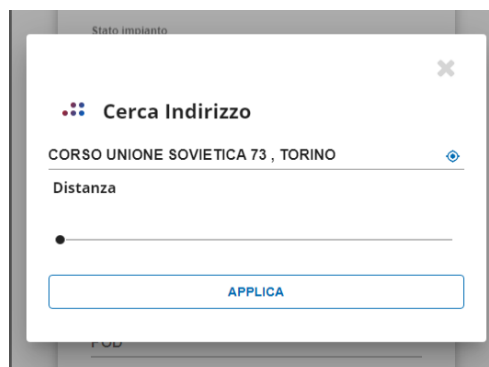 Stato impianto
Cerca Indirizzo
CORSO UNIONE SOVIETICA 73 , TORINO
Distanza
APPLICA
POD